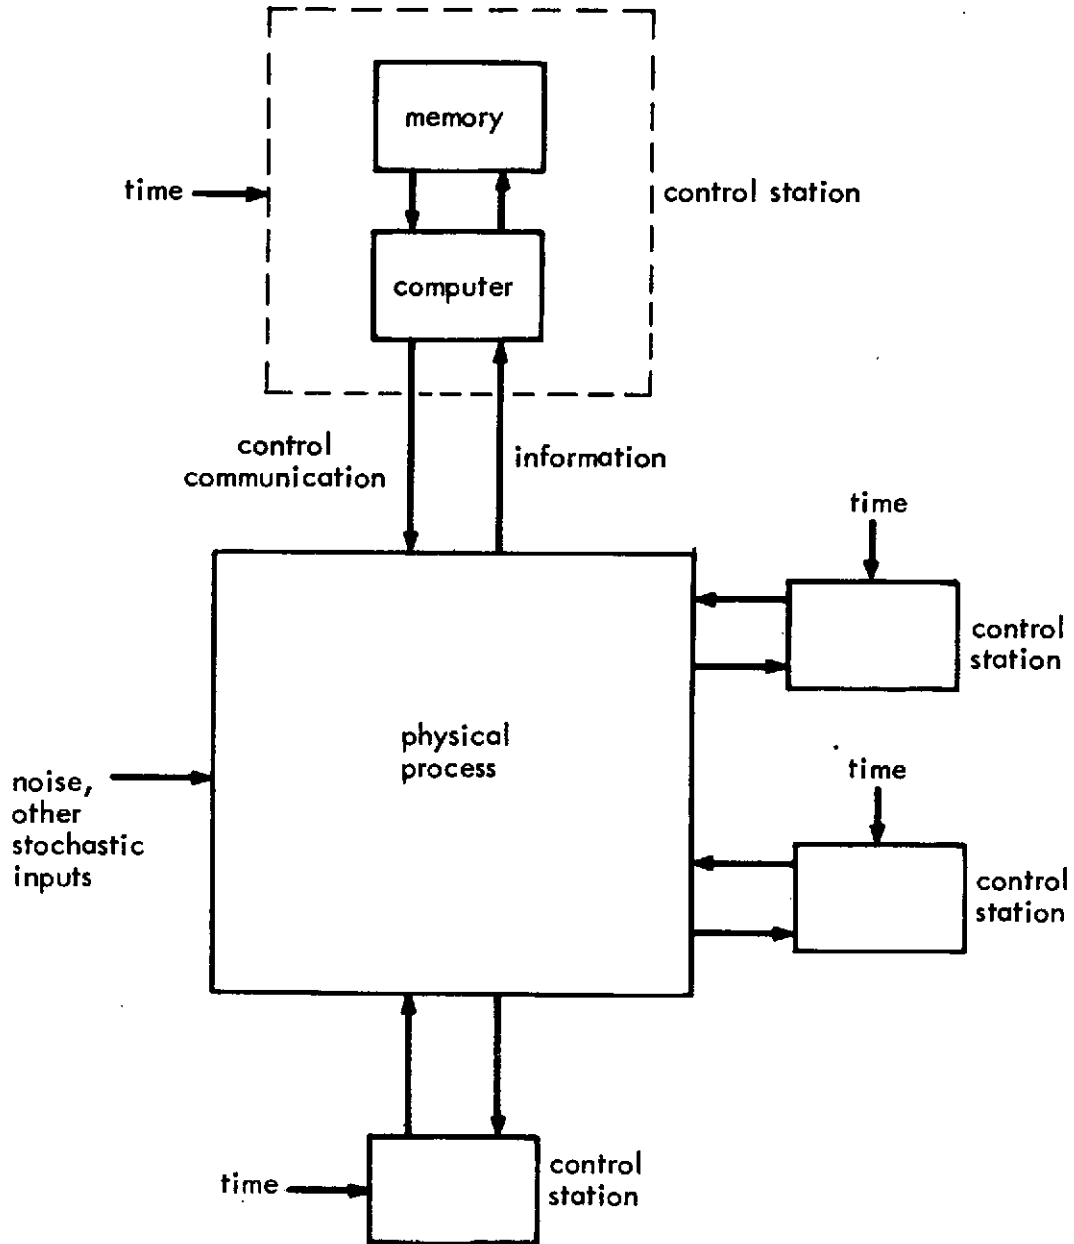 memory
time
control station
computer
control
communication
information
time
control
station
physical
process
time
noise,
other
stochastic
inputs
control
station
control
station
time